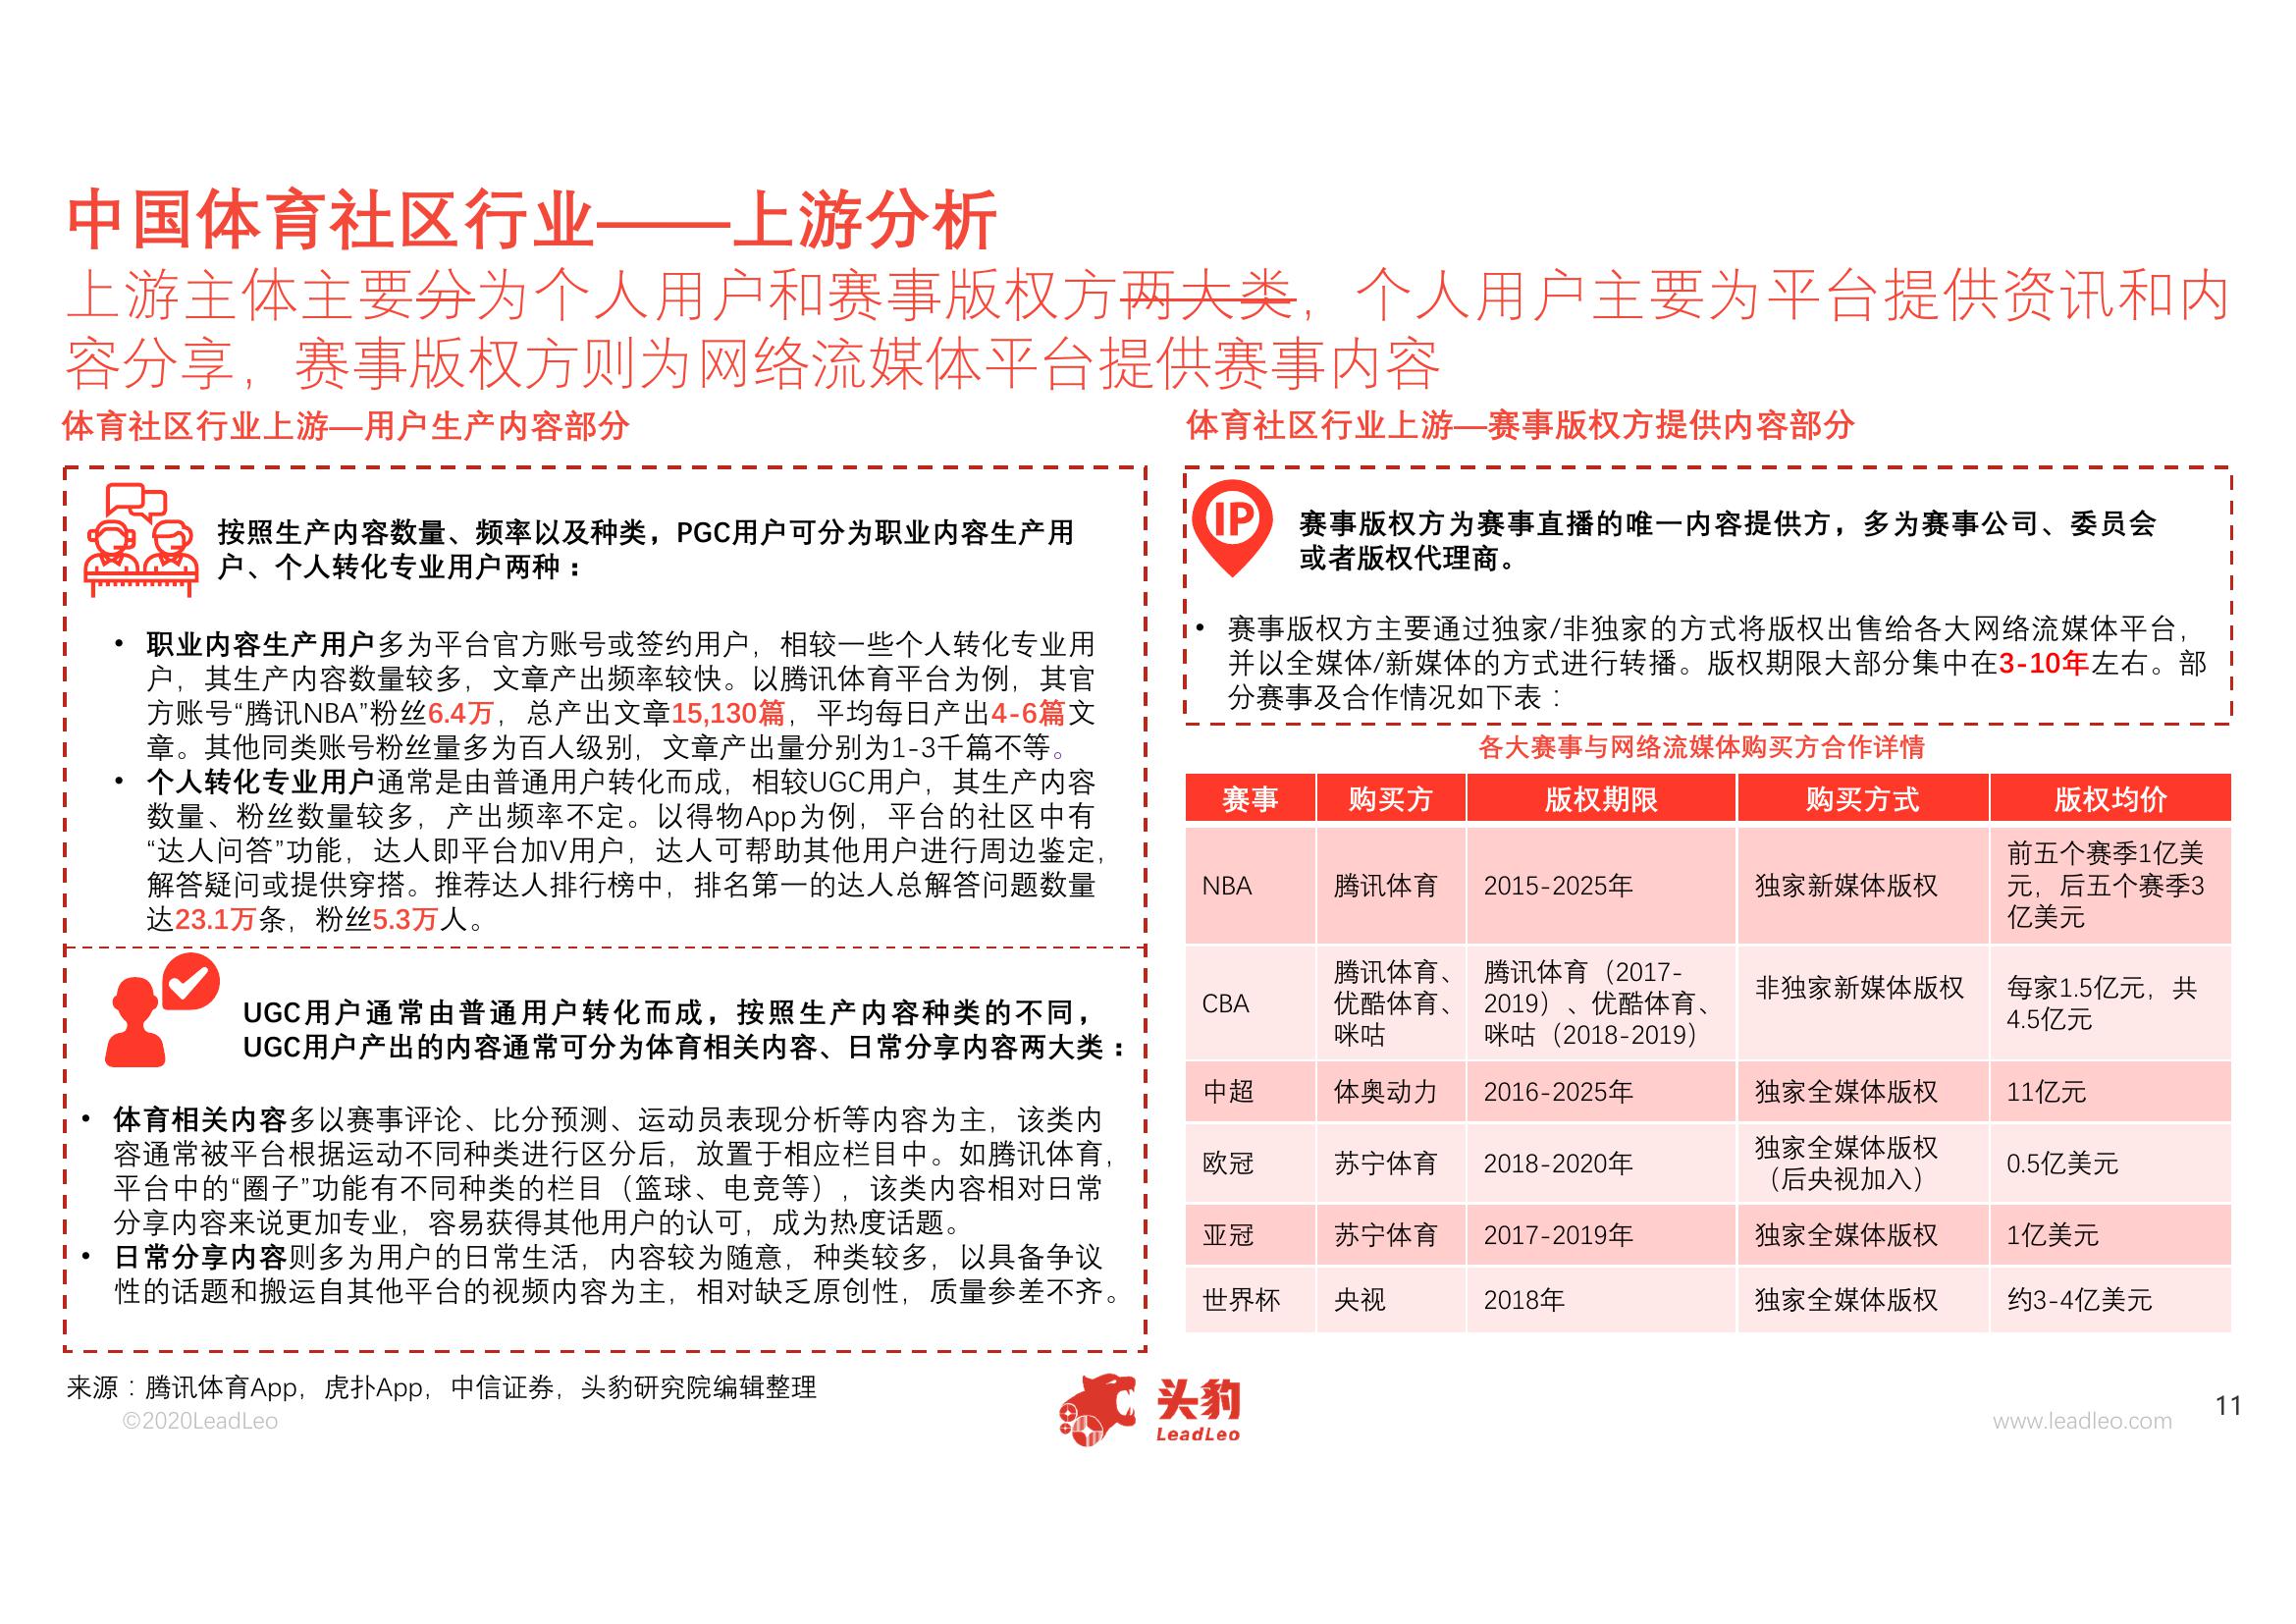 中国体育社区行业——上游分析
上游主体主要分为个人用户和赛事版权方两大类，个人用户主要为平台提供资讯和内
容分享，赛事版权方则为网络流媒体平台提供赛事内容
体育社区行业上游—用户生产内容部分
按照生产内容数量、频率以及种类，PGC用户可分为职业内容生产用
户、个人转化专业用户两种：
• 职业内容生产用户多为平台官方账号或签约用户，相较一些个人转化专业用
户，其生产内容数量较多，文章产出频率较快。以腾讯体育平台为例，其官
方账号“腾讯NBA”粉丝6.4万，总产出文章15,130篇，平均每日产出4-6篇文
章。其他同类账号粉丝量多为百人级别，文章产出量分别为1-3千篇不等。
• 个人转化专业用户通常是由普通用户转化而成，相较UGC用户，其生产内容
数量、粉丝数量较多，产出频率不定。以得物App为例，平台的社区中有
“达人问答”功能，达人即平台加V用户，达人可帮助其他用户进行周边鉴定，
解答疑问或提供穿搭。推荐达人排行榜中，排名第一的达人总解答问题数量
达23.1万条，粉丝5.3万人。
UGC用户通常由普通用户转化而成，按照生产内容种类的不同，
UGC用户产出的内容通常可分为体育相关内容、日常分享内容两大类：
• 体育相关内容多以赛事评论、比分预测、运动员表现分析等内容为主，该类内
容通常被平台根据运动不同种类进行区分后，放置于相应栏目中。如腾讯体育，
平台中的“圈子”功能有不同种类的栏目（篮球、电竞等），该类内容相对日常
分享内容来说更加专业，容易获得其他用户的认可，成为热度话题。
• 日常分享内容则多为用户的日常生活，内容较为随意，种类较多，以具备争议
性的话题和搬运自其他平台的视频内容为主，相对缺乏原创性，质量参差不齐。
体育社区行业上游—赛事版权方提供内容部分
IP
赛事版权方为赛事直播的唯一内容提供方，多为赛事公司、委员会
或者版权代理商。
• 赛事版权方主要通过独家/非独家的方式将版权出售给各大网络流媒体平台，
并以全媒体/新媒体的方式进行转播。版权期限大部分集中在3-10年左右。部
分赛事及合作情况如下表：
各大赛事与网络流媒体购买方合作详情
赛事 购买方 版权期限 购买方式 版权均价
NBA 腾讯体育 2015-2025年 独家新媒体版权 前五个赛季1亿美
元，后五个赛季3
亿美元
CBA 腾讯体育、 腾讯体育（2017- 非独家新媒体版权 每家1.5亿元，共
优酷体育、 2019）、优酷体育、 4.5亿元
咪咕 咪咕（2018-2019）
中超 体奥动力 2016-2025年 独家全媒体版权 11亿元
欧冠 苏宁体育 2018-2020年 独家全媒体版权 0.5亿美元
（后央视加入）
亚冠 苏宁体育 2017-2019年 独家全媒体版权 1亿美元
世界杯 央视 2018年 独家全媒体版权 约3-4亿美元
来源：腾讯体育App，虎扑App，中信证券，头豹研究院编辑整理
©2020LeadLeo
头豹
LeadLeo
www.leadleo.com
11